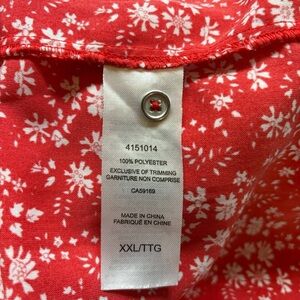 4151014
100% POLYESTER
EXCLUSIVE OF TRIMMING
GARNITURE NON COMPRISE
CA59169
MADE IN CHINA
FABRIQUÉ EN CHINE
XXL/TTG